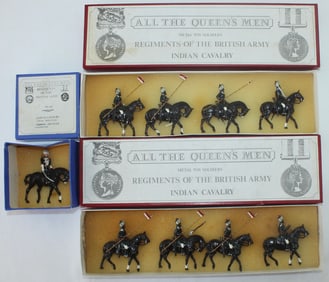 ALL THE QUEEN'S MEN
METAL TOY SOLDIERS
REGIMENTS OF THE BRITISH ARMY
INDIAN CAVALRY
ALL THE QUEEN'S MEN
METAL TOY SOLDIERS
REGIMENTS OF THE BRITISH ARMY
INDIAN CAVALRY